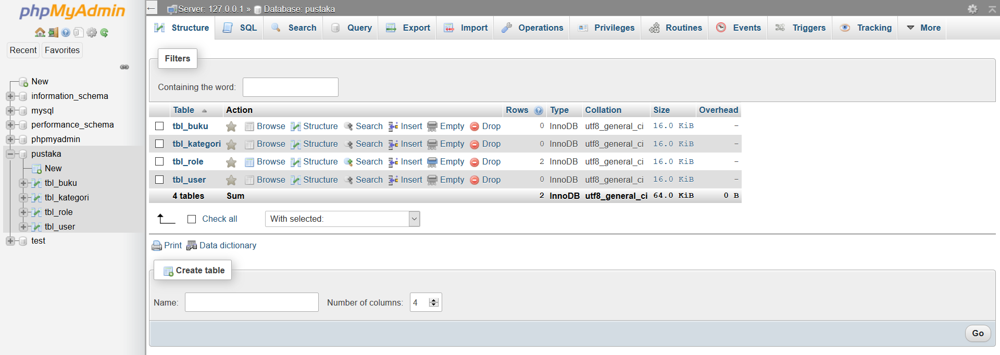 phpMyAdmin
Recent Favorites
New
information_schema
mysql
performance_schema
phpmyadmin
pustaka
New
tbl_buku
tbl_kategori
tbl_role
tbl_user
test
Server: 127.0.0.1 » Database: pustaka
Structure SQL Search Query Export Import Operations Privileges Routines Events Triggers Tracking More
Filters
Containing the word:
Table Action Rows Type Collation Size Overhead
tbl_buku Browse Structure Search Insert Empty Drop 0 InnoDB utf8_general_ci 16.0 KiB -
tbl_kategori Browse Structure Search Insert Empty Drop 0 InnoDB utf8_general_ci 16.0 KiB -
tbl_role Browse Structure Search Insert Empty Drop 2 InnoDB utf8_general_ci 16.0 KiB -
tbl_user Browse Structure Search Insert Empty Drop 0 InnoDB utf8_general_ci 16.0 KiB -
4 tables Sum 2 InnoDB utf8_general_ci 64.0 KiB 0 B
Check all With selected:
Print Data dictionary
Create table
Name: Number of columns: 4
Go